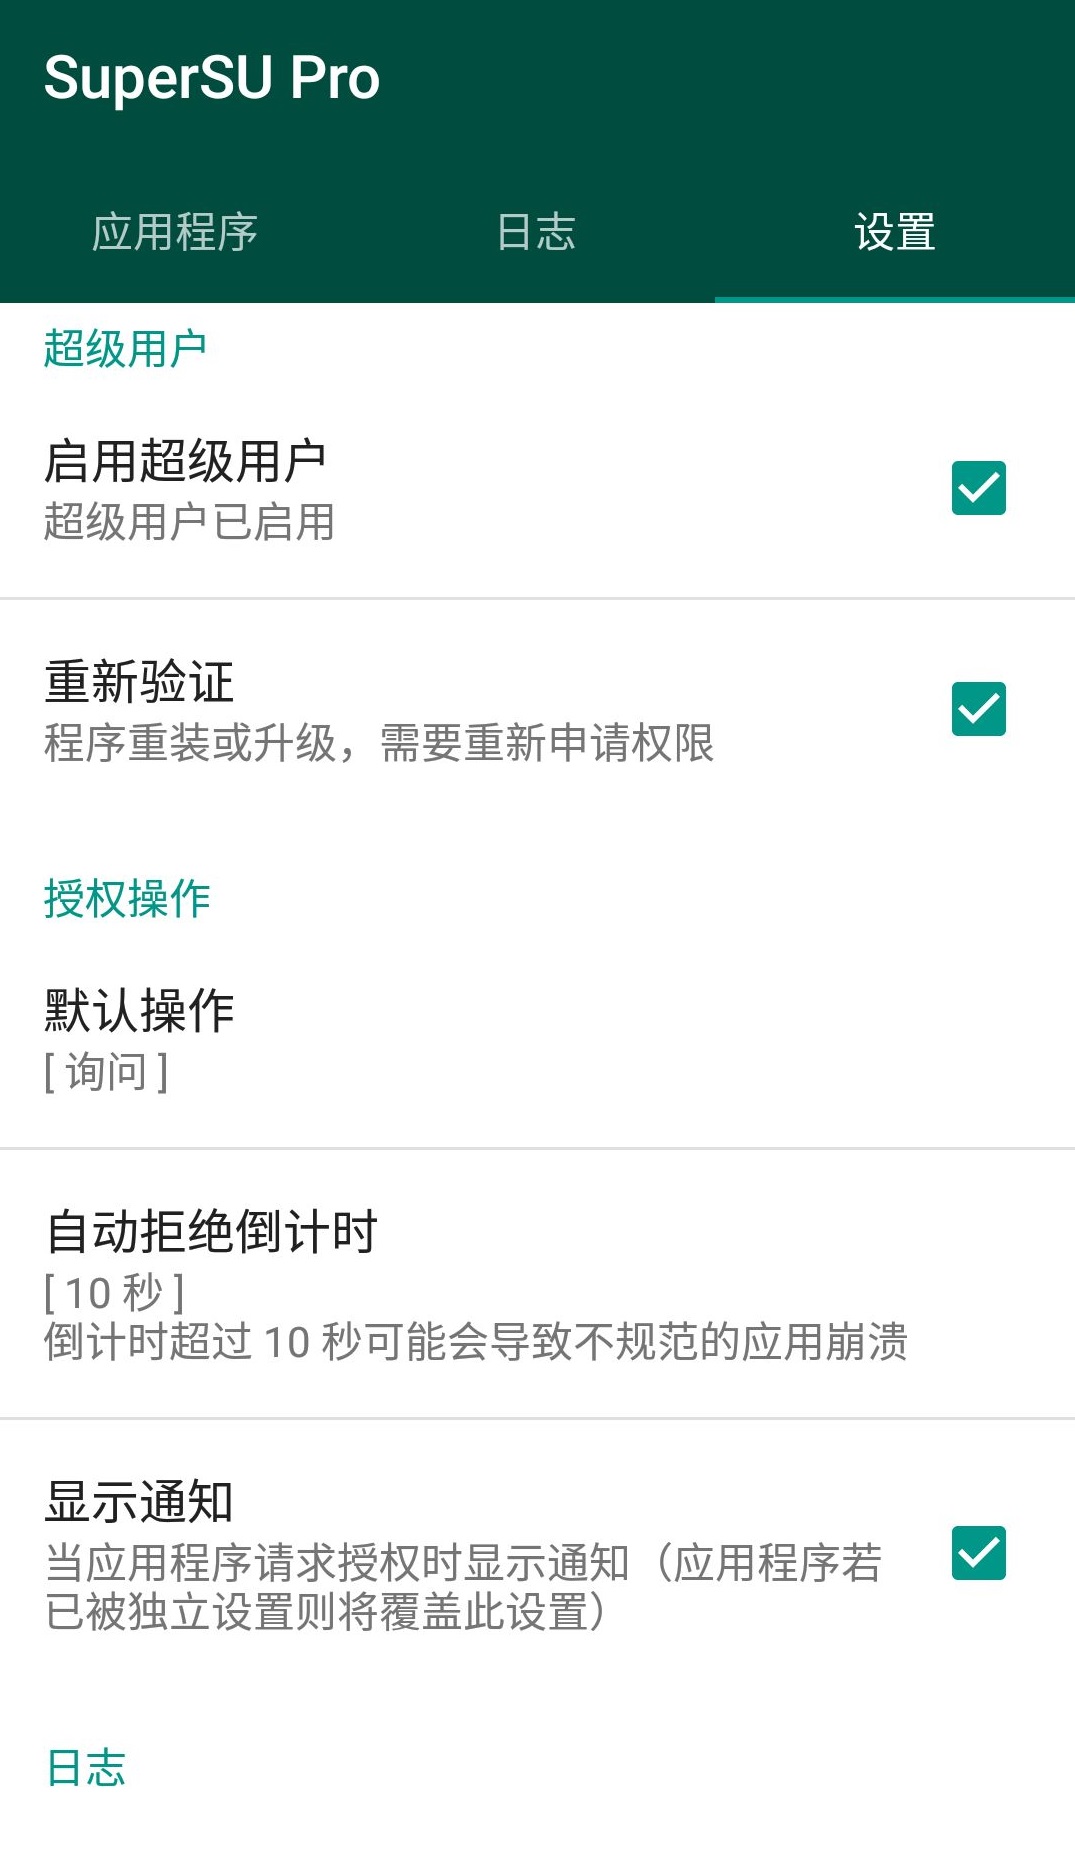 SuperSU Pro
应用程序
日志
设置
超级用户
启用超级用户
超级用户已启用
重新验证
程序重装或升级，需要重新申请权限
授权操作
默认操作
[ 询问 ]
自动拒绝倒计时
[ 10 秒 ]
倒计时超过 10 秒可能会导致不规范的应用崩溃
显示通知
当应用程序请求授权时显示通知（应用程序若
已被独立设置则将覆盖此设置）
日志